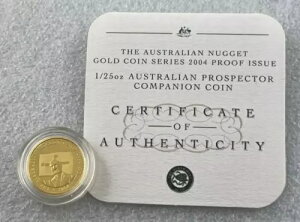 THE AUSTRALIAN NUGGET
GOLD COIN SERIES 2004 PROOF ISSUE
1/25oz AUSTRALIAN PROSPECTOR
COMPANION COIN
CERTIFICATE
OF
AUTHENTICITY